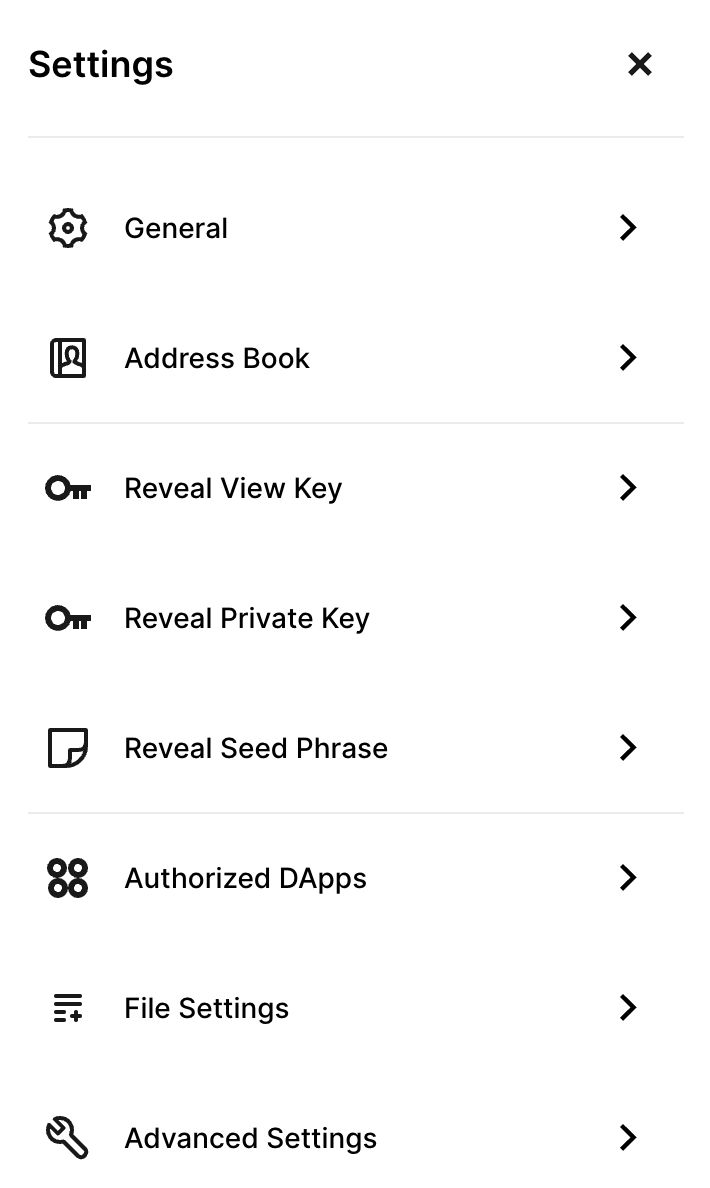 Settings
General
Address Book
Reveal View Key
Reveal Private Key
Reveal Seed Phrase
Authorized DApps
File Settings
Advanced Settings